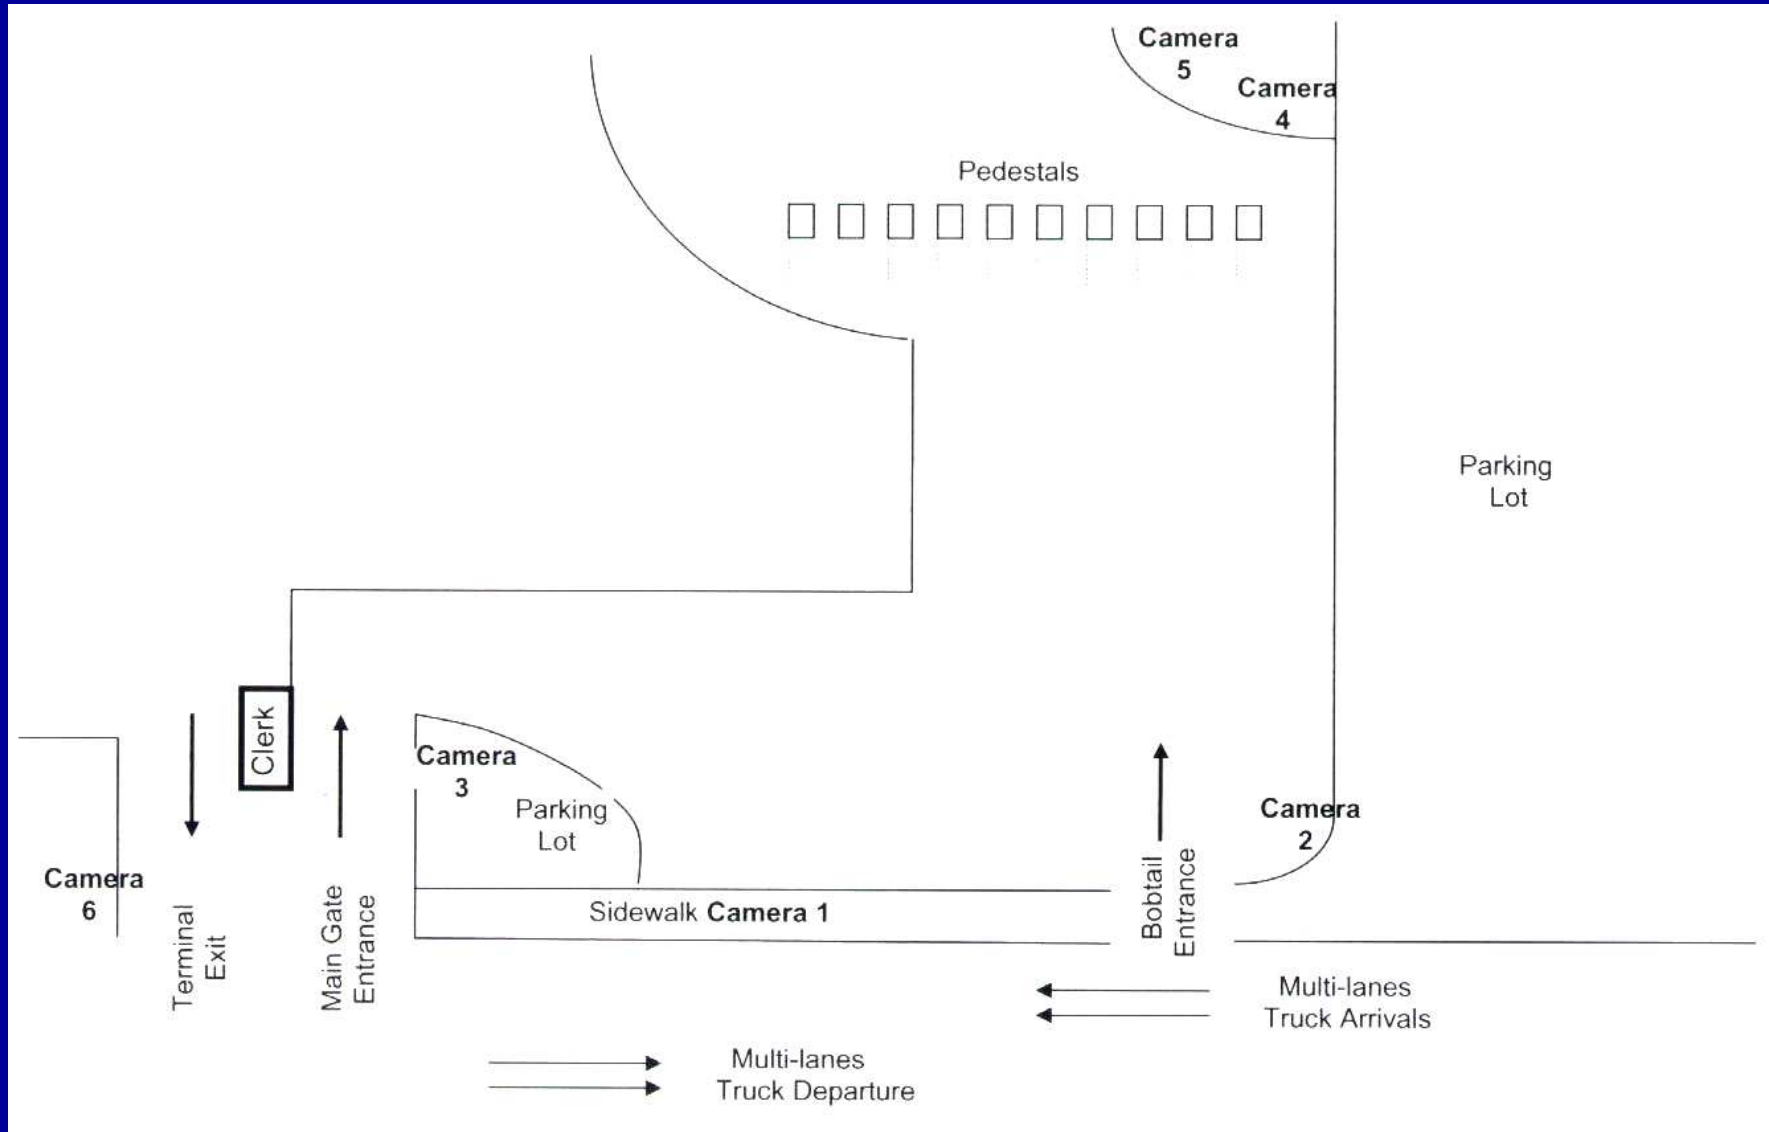 Camera
5
Camera
4
Pedestals
Parking
Lot
Clerk
Camera
3
Parking
Lot
Camera
2
Camera
6
Terminal
Exit
Main Gate
Entrance
Sidewalk Camera 1
Bobtail
Entrance
Multi-lanes
Truck Arrivals
Multi-lanes
Truck Departure